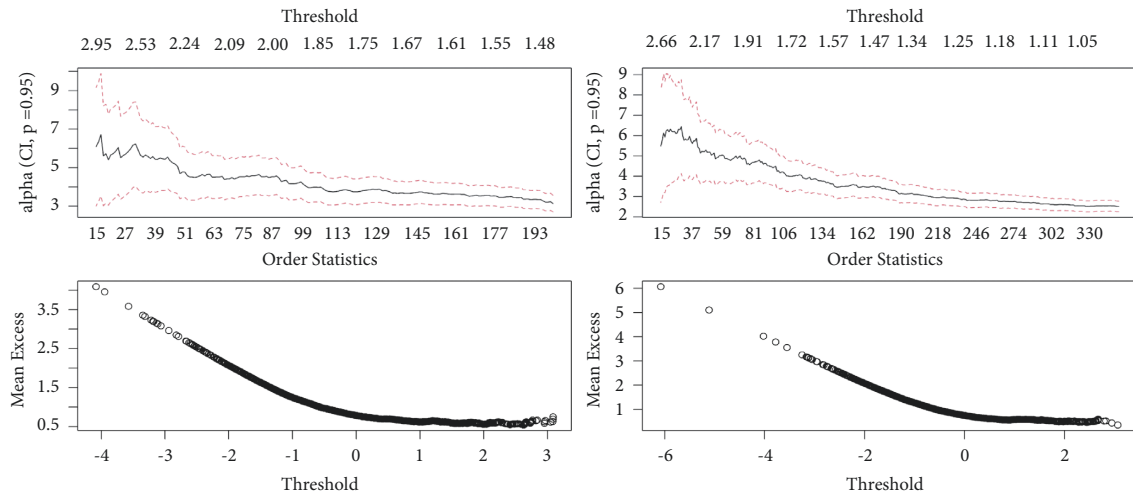 Threshold
2.95 2.53 2.24 2.09 2.00 1.85 1.75 1.67 1.61 1.55 1.48
alpha (CI, p =0.95)
9
7
5
3
15 27 39 51 63 75 87 99 113 129 145 161 177 193
Order Statistics
Threshold
2.66 2.17 1.91 1.72 1.57 1.47 1.34 1.25 1.18 1.11 1.05
alpha (CI, p =0.95)
9
8
7
6
5
4
3
2
15 37 59 81 106 134 162 190 218 246 274 302 330
Order Statistics
Mean Excess
3.5
2.5
1.5
0.5
-4 -3 -2 -1 0 1 2 3
Threshold
Mean Excess
6
5
4
3
2
1
-6 -4 -2 0 2
Threshold